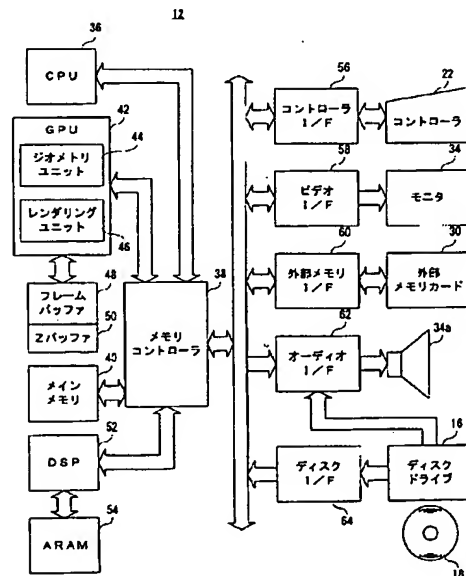 12
36
CPU
42
GPU
44
ジオメトリ
ユニット
レンダリング
ユニット
46
48
フレーム
バッファ
50
Zバッファ
40
メイン
メモリ
52
DSP
54
ARAM
38
メモリ
コントローラ
56
コントローラ
I/F
22
コントローラ
58
ビデオ
I/F
34
モニタ
60
外部メモリ
I/F
30
外部
メモリカード
62
オーディオ
I/F
34a
16
ディスク
I/F
64
ディスク
ドライブ
18